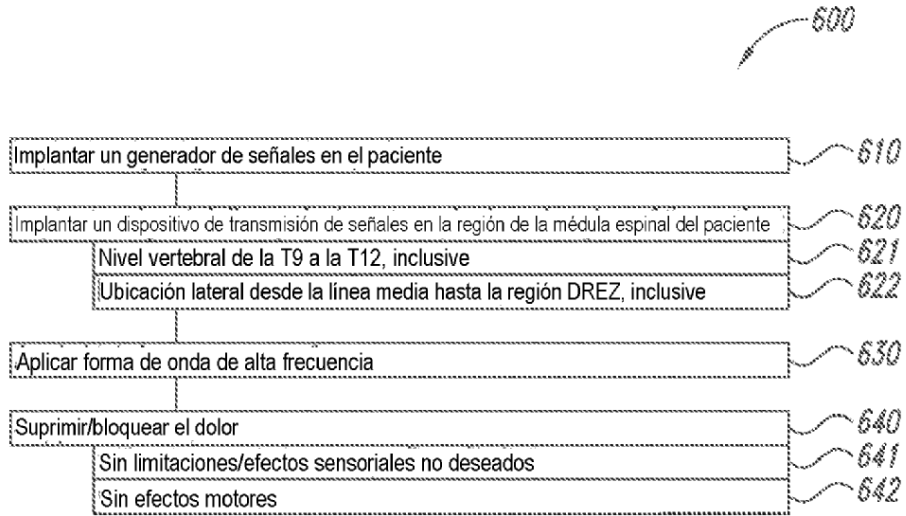 600
Implantar un generador de señales en el paciente 610
Implantar un dispositivo de transmisión de señales en la región de la médula espinal del paciente 620
Nivel vertebral de la T9 a la T12, inclusive 621
Ubicación lateral desde la línea media hasta la región DREZ, inclusive 622
Aplicar forma de onda de alta frecuencia 630
Suprimir/bloquear el dolor 640
Sin limitaciones/efectos sensoriales no deseados 641
Sin efectos motores 642